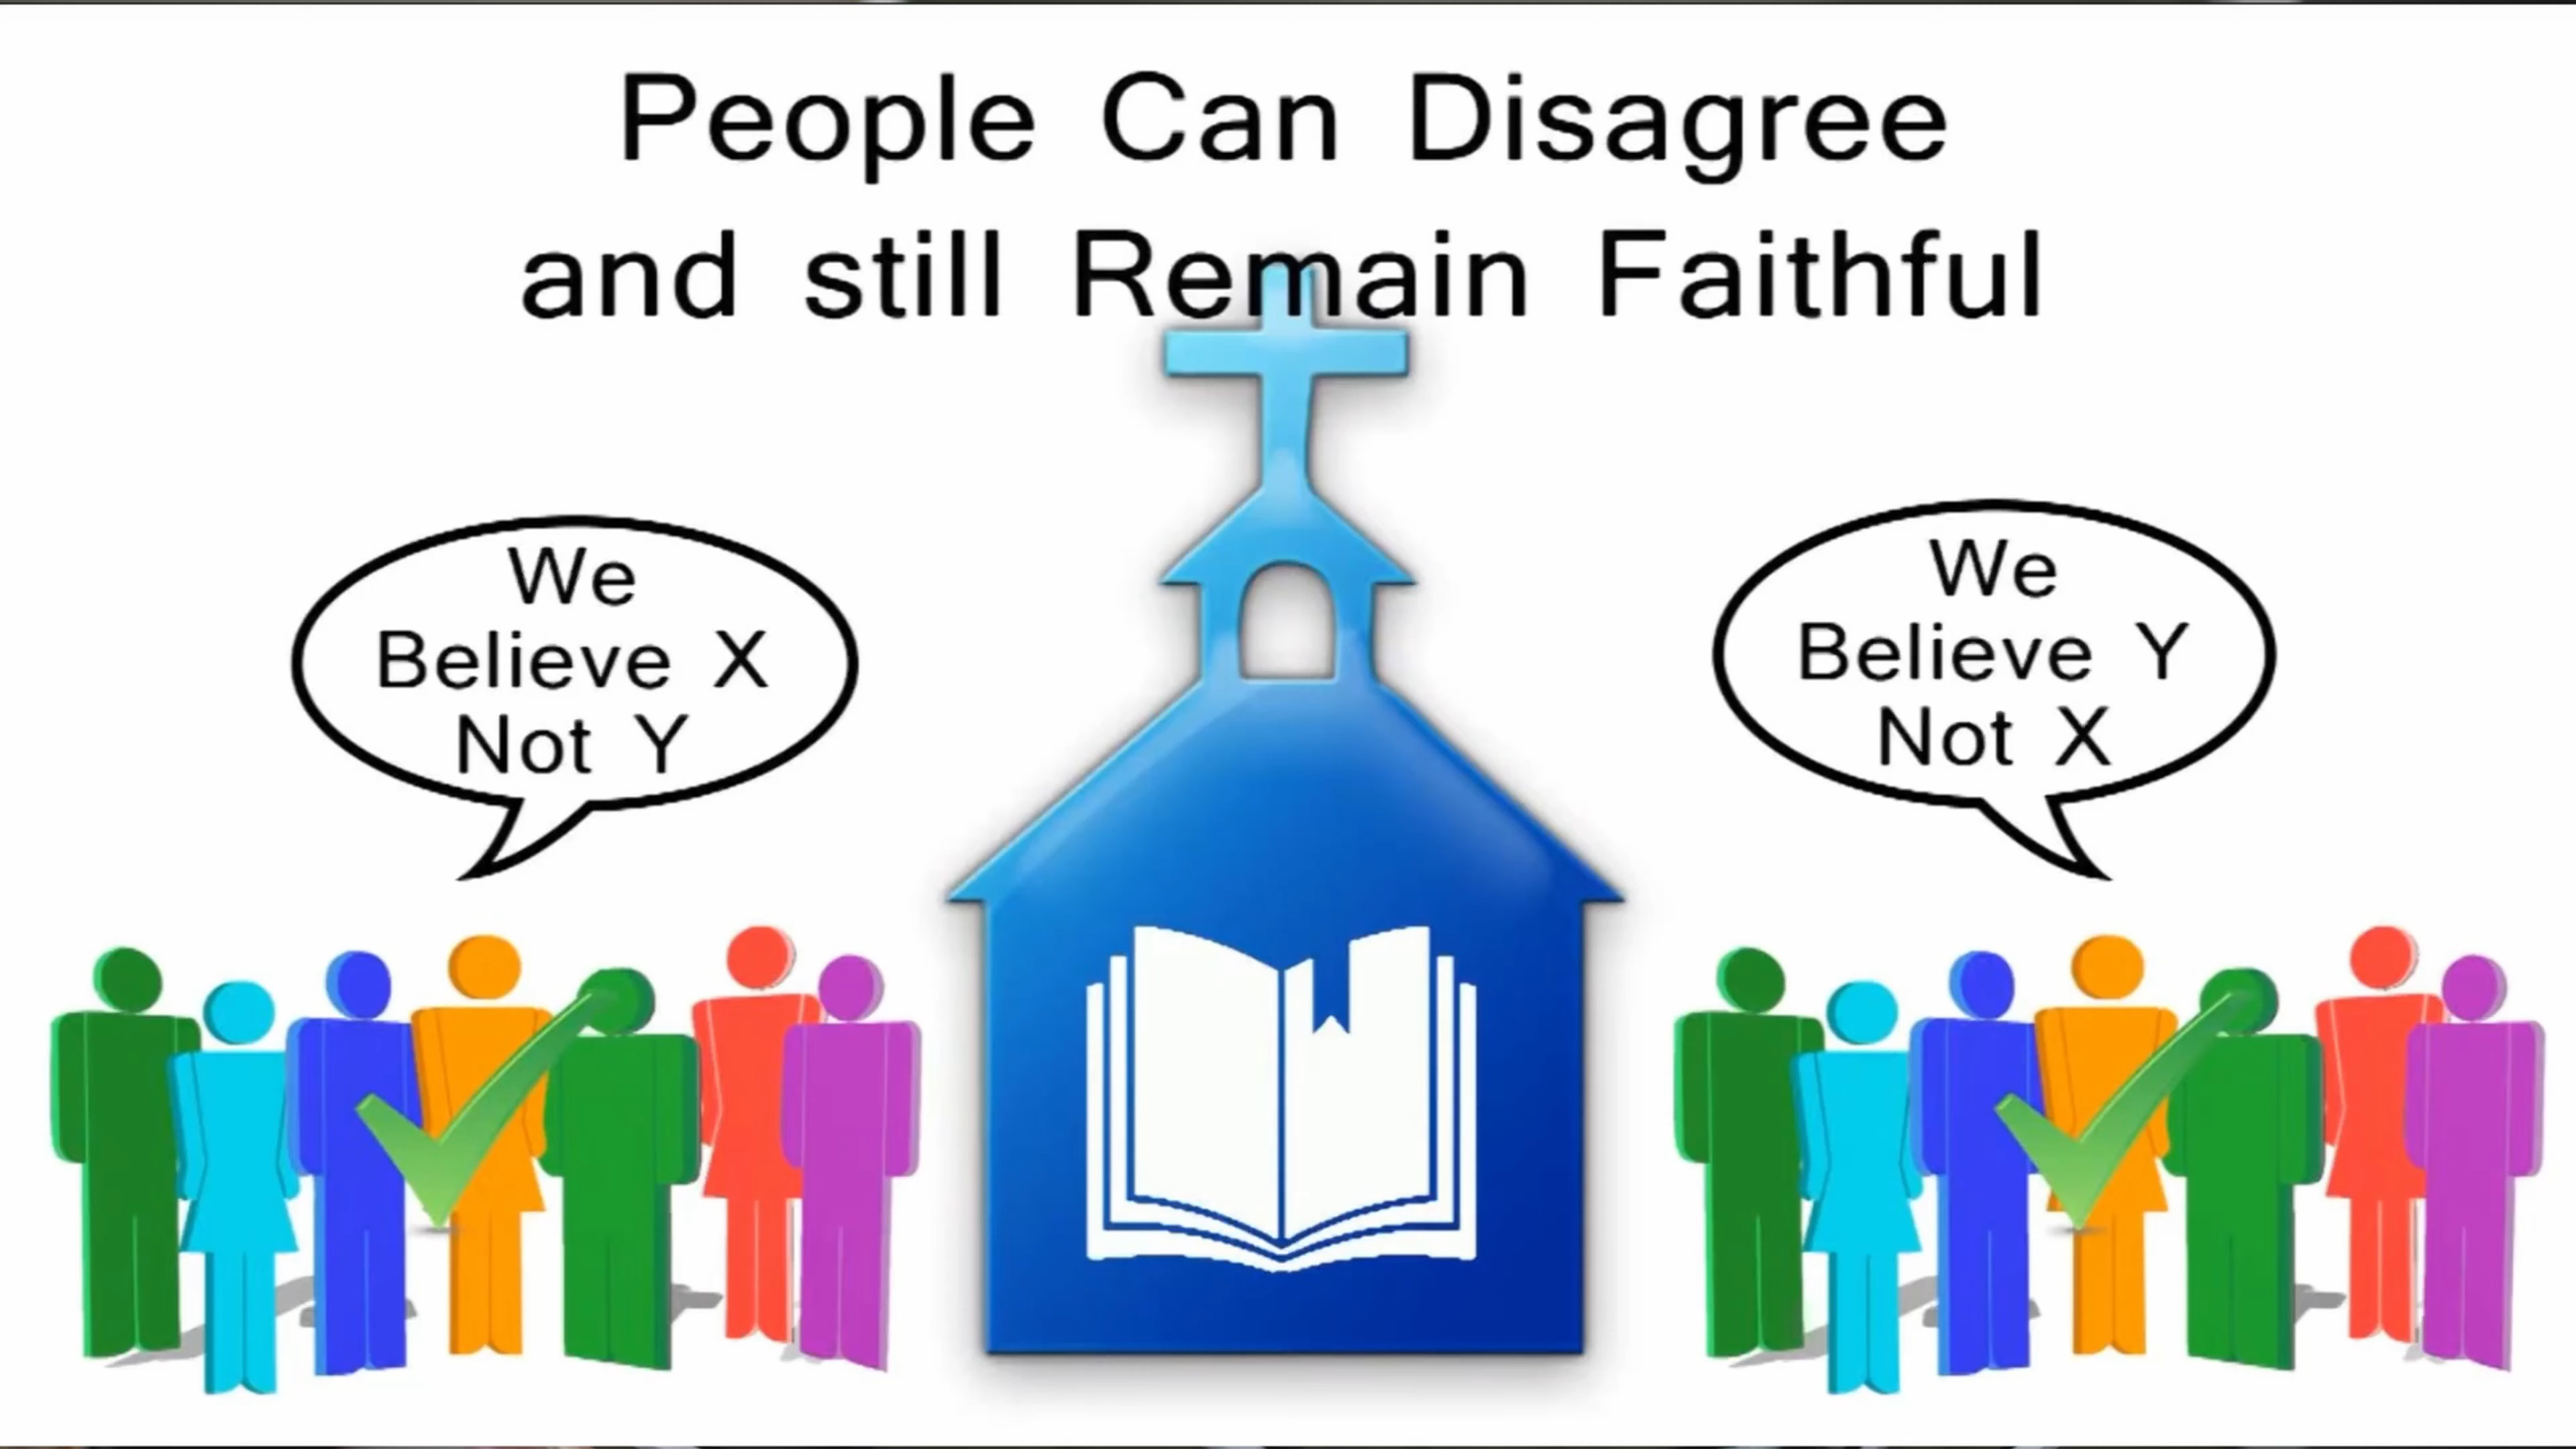 People Can Disagree
and still Remain Faithful
We
Believe X
Not Y
We
Believe Y
Not X